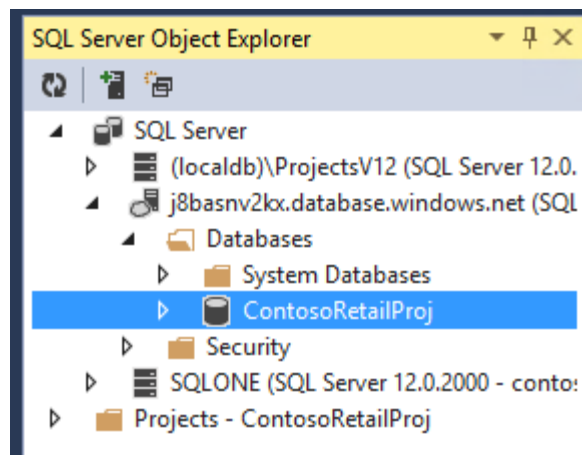 SQL Server Object Explorer
SQL Server
(localdb)\ProjectsV12 (SQL Server 12.0.
j8basnv2kx.database.windows.net (SQL
Databases
System Databases
ContosoRetailProj
Security
SQLONE (SQL Server 12.0.2000 - contos
Projects - ContosoRetailProj